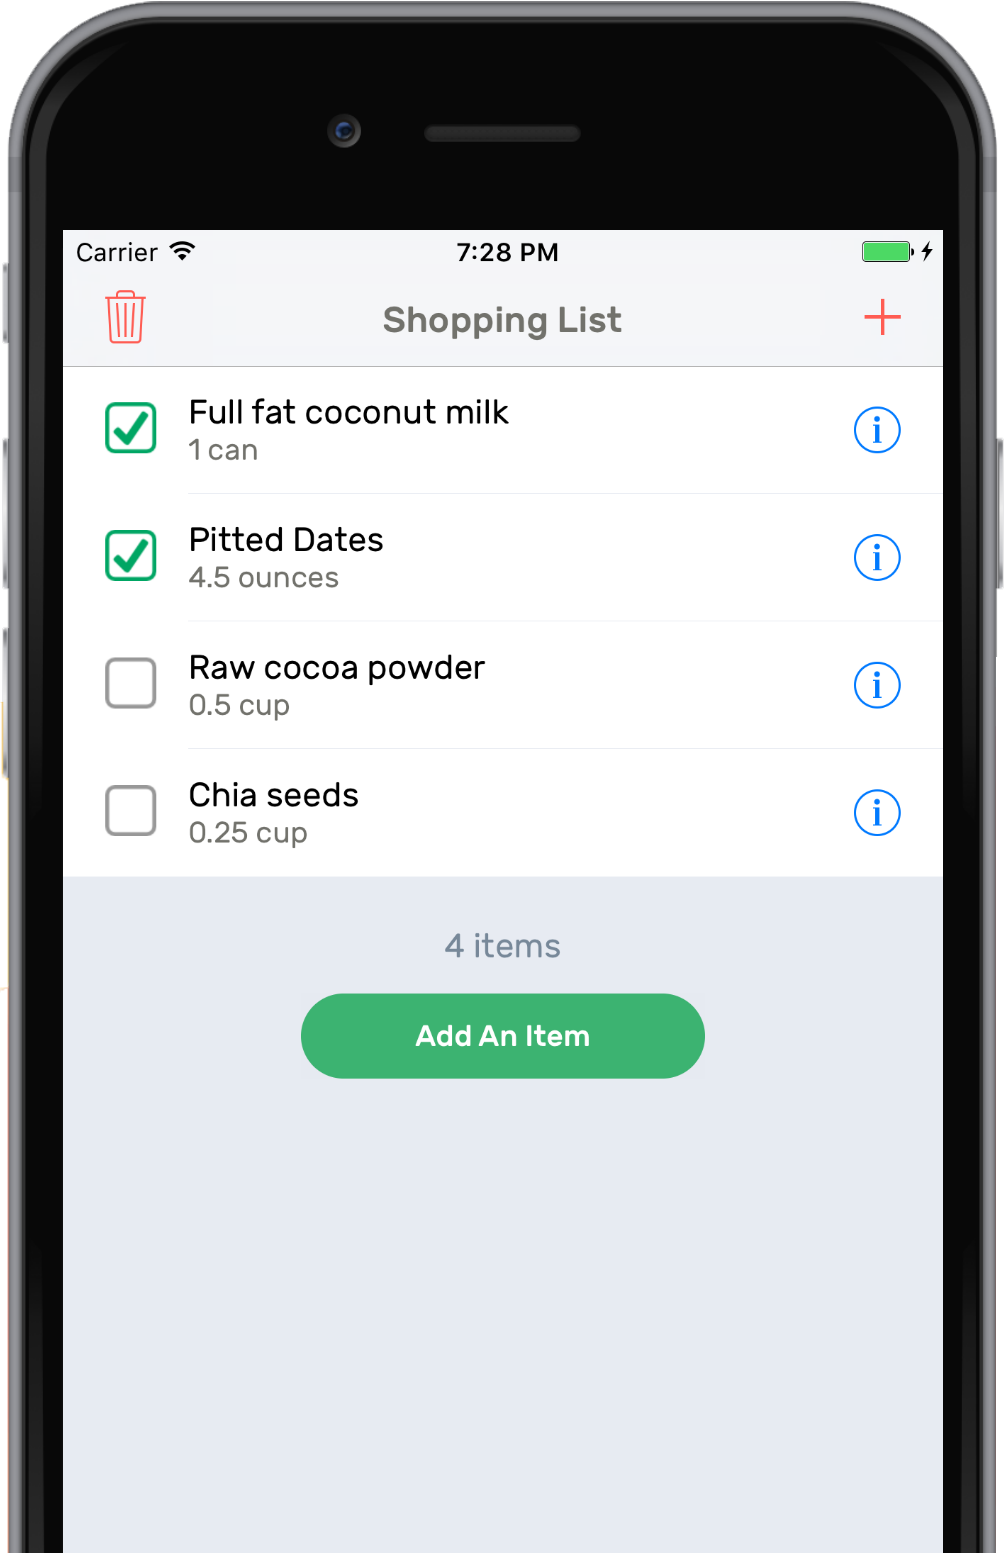 Carrier
7:28 PM
Shopping List
Full fat coconut milk
1 can
Pitted Dates
4.5 ounces
Raw cocoa powder
0.5 cup
Chia seeds
0.25 cup
4 items
Add An Item